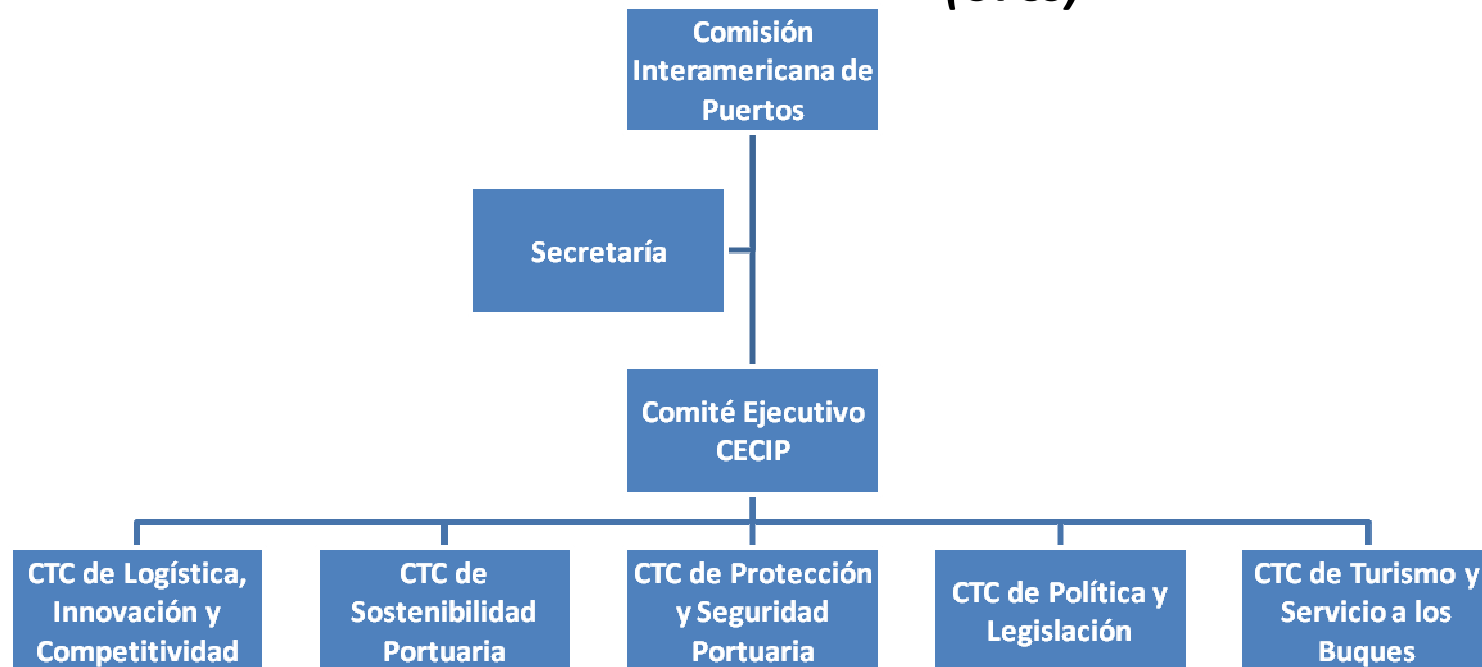 Comisión
Interamericana de
Puertos
Secretaría
Comité Ejecutivo
CECIP
CTC de Logística,
Innovación y
Competitividad
CTC de
Sostenibilidad
Portuaria
CTC de Protección
y Seguridad
Portuaria
CTC de Política y
Legislación
CTC de Turismo y
Servicio a los
Buques